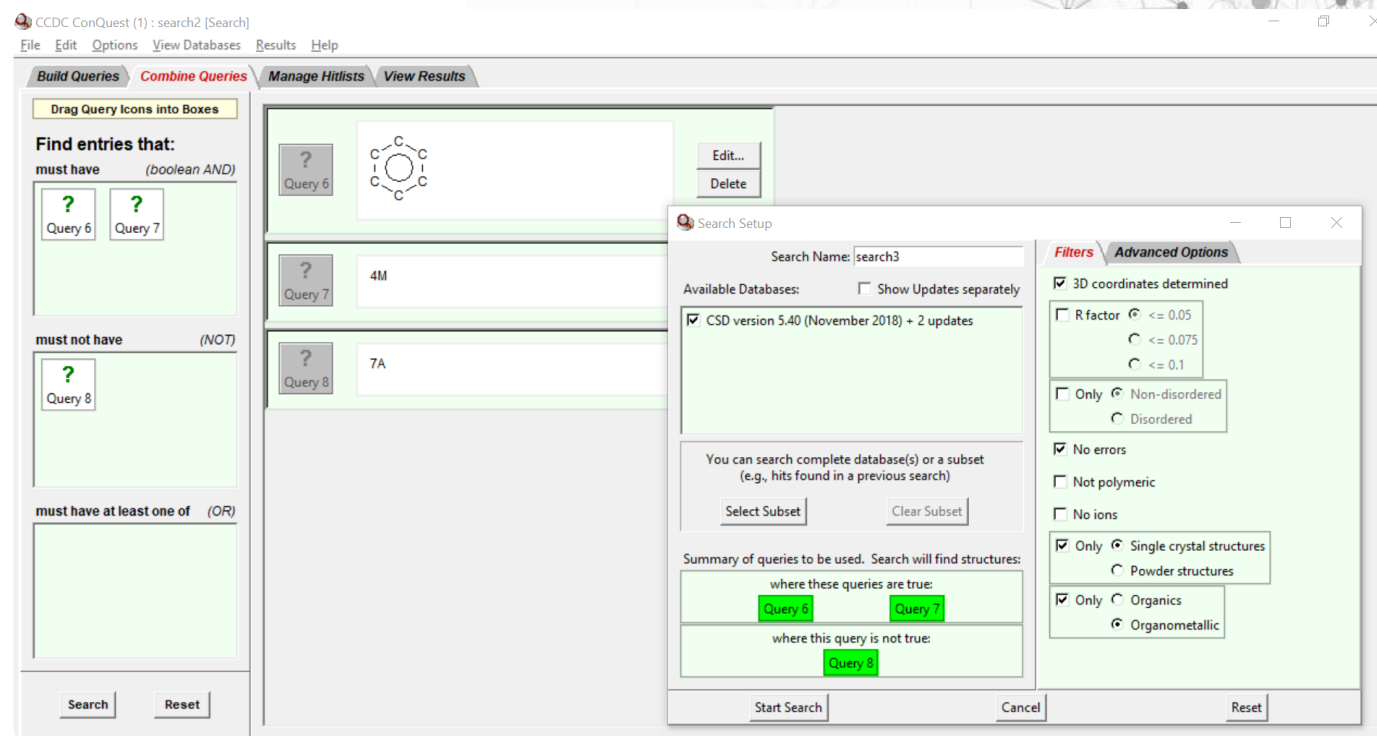 CCDC ConQuest (1) : search2 [Search]
File Edit Options View Databases Results Help
Build Queries Combine Queries Manage Hitlists View Results
Drag Query Icons into Boxes
Find entries that:
must have (boolean AND)
? ?
Query 6 Query 7
must not have (NOT)
?
Query 8
must have at least one of (OR)
Search Reset
?
Query 6
C
C C
C C
C
Edit...
Delete
?
Query 7
4M
?
Query 8
7A
Search Setup
Search Name: search3
Available Databases: Show Updates separately
CSD version 5.40 (November 2018) + 2 updates
You can search complete database(s) or a subset
(e.g., hits found in a previous search)
Select Subset Clear Subset
Summary of queries to be used. Search will find structures:
where these queries are true:
Query 6 Query 7
where this query is not true:
Query 8
Filters Advanced Options
3D coordinates determined
R factor <= 0.05
<= 0.075
<= 0.1
Only Non-disordered
Disordered
No errors
Not polymeric
No ions
Only Single crystal structures
Powder structures
Only Organics
Organometallic
Start Search Cancel Reset